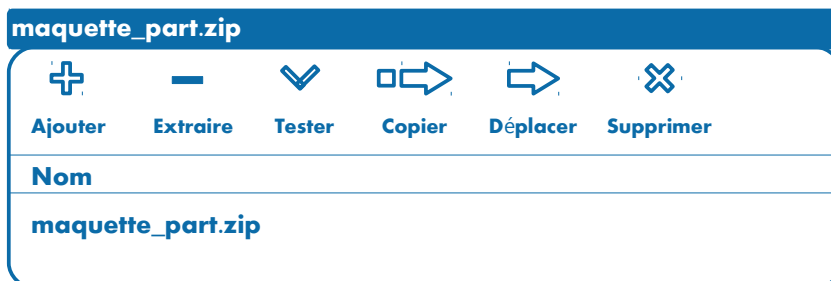 maquette_part.zip
Ajouter Extraire Tester Copier Déplacer Supprimer
Nom
maquette_part.zip